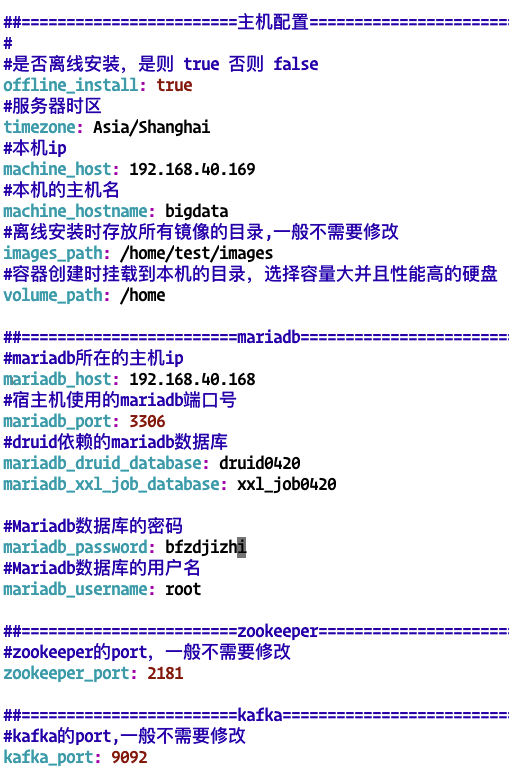 ##========================主机配置======================
#
#是否离线安装，是则 true 否则 false
offline_install: true
#服务器时区
timezone: Asia/Shanghai
#本机ip
machine_host: 192.168.40.169
#本机的主机名
machine_hostname: bigdata
#离线安装时存放所有镜像的目录,一般不需要修改
images_path: /home/test/images
#容器创建时挂载到本机的目录，选择容量大并且性能高的硬盘
volume_path: /home
##========================mariadb=======================
#mariadb所在的主机ip
mariadb_host: 192.168.40.168
#宿主机使用的mariadb端口号
mariadb_port: 3306
#druid依赖的mariadb数据库
mariadb_druid_database: druid0420
mariadb_xxl_job_database: xxl_job0420
#Mariadb数据库的密码
mariadb_password: bfzdjizhi
#Mariadb数据库的用户名
mariadb_username: root
##========================zookeeper=====================
#zookeeper的port，一般不需要修改
zookeeper_port: 2181
##========================kafka=========================
#kafka的port,一般不需要修改
kafka_port: 9092